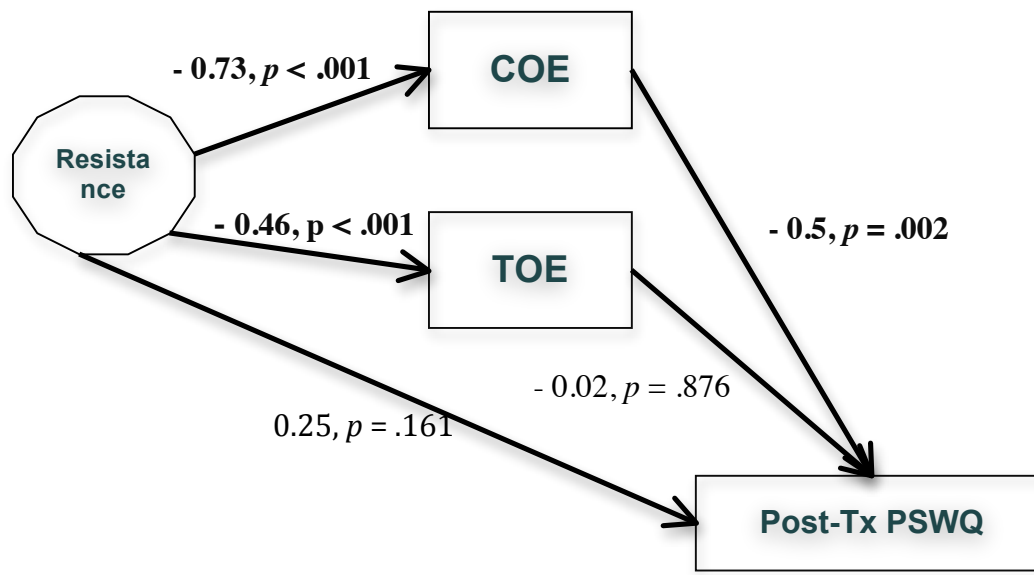 - 0.73, p < .001
COE
Resista
nce
- 0.46, p < .001
TOE
- 0.5, p = .002
- 0.02, p = .876
0.25, p = .161
Post-Tx PSWQ